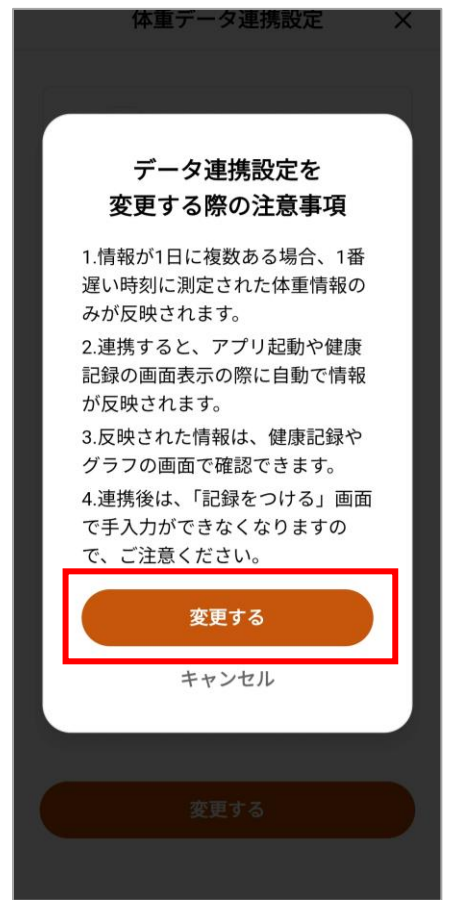 体重データ連携設定
データ連携設定を
変更する際の注意事項
1.情報が1日に複数ある場合、1番
遅い時刻に測定された体重情報の
みが反映されます。
2.連携すると、アプリ起動や健康
記録の画面表示の際に自動で情報
が反映されます。
3.反映された情報は、健康記録や
グラフの画面で確認できます。
4.連携後は、「記録をつける」画面
で手入力ができなくなりますの
で、ご注意ください。
変更する
キャンセル
変更する